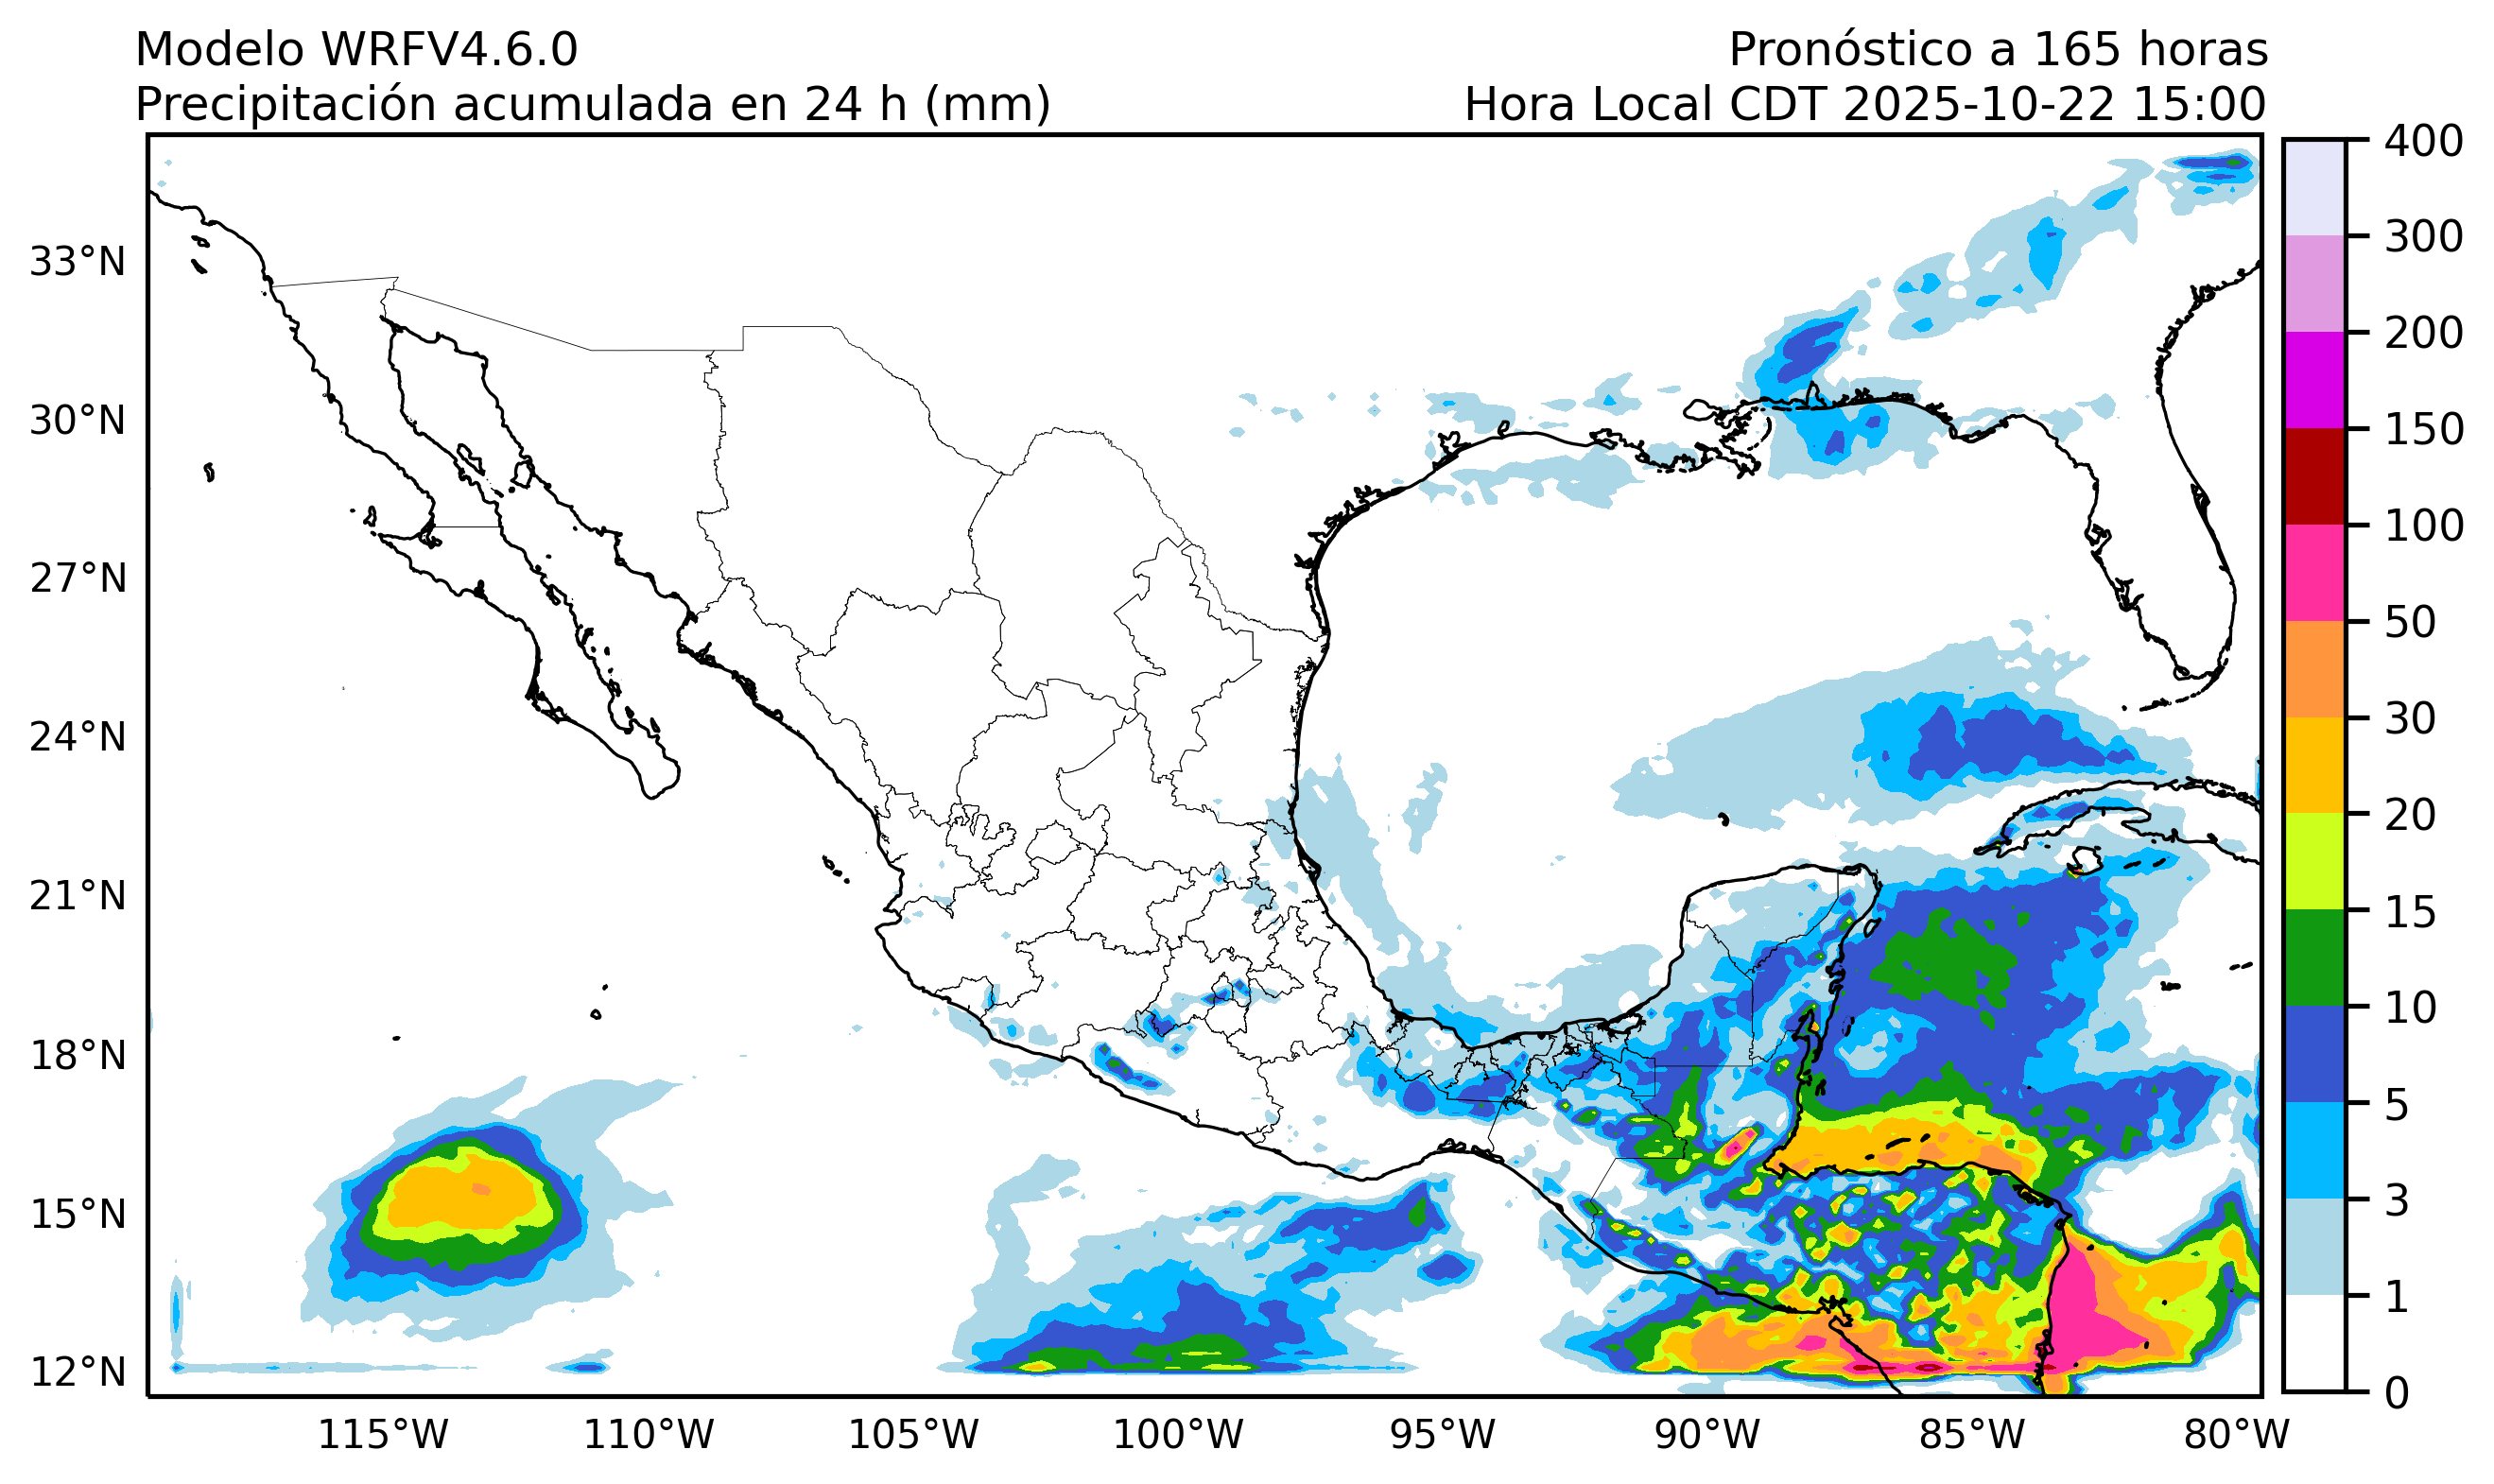 Modelo WRFV4.6.0
Pronóstico a 165 horas
Precipitación acumulada en 24 h (mm)
Hora Local CDT 2025-10-22 15:00
33°N
30°N
27°N
24°N
21°N
18°N
15°N
12°N
115°W
110°W
105°W
100°W
95°W
90°W
85°W
80°W
400
300
200
150
100
50
30
20
15
10
5
3
1
0